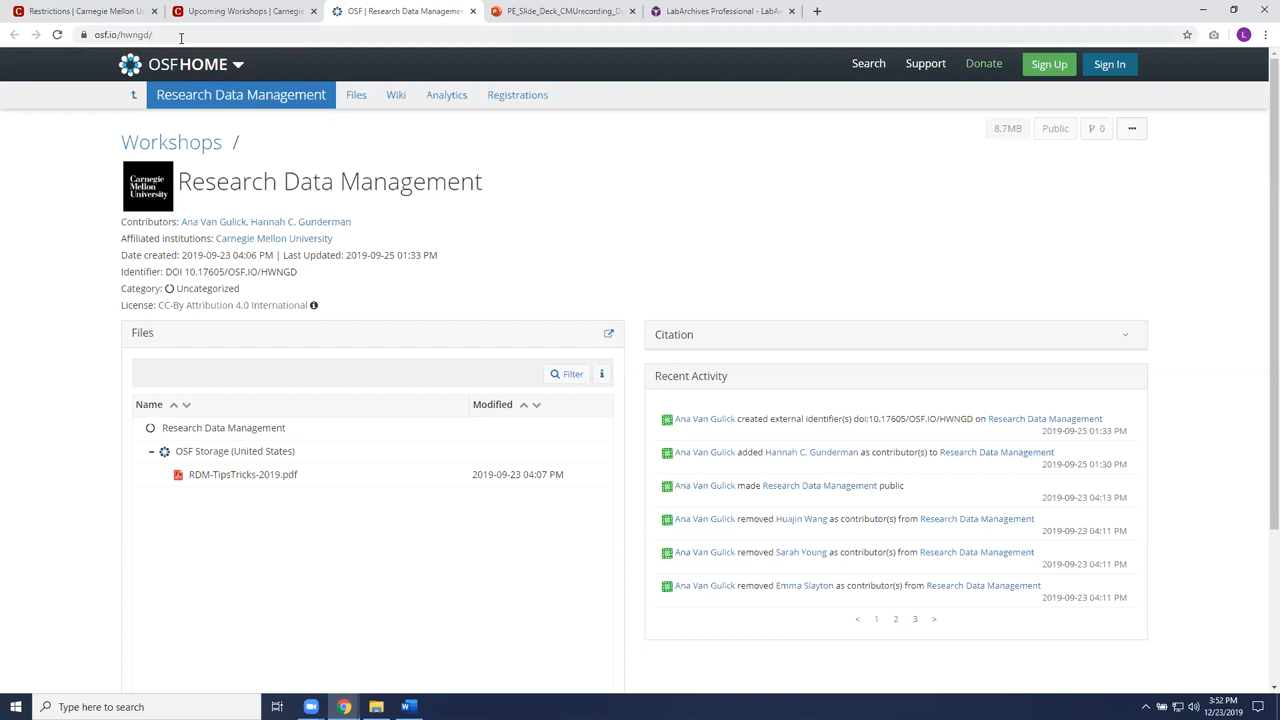 Restrictions | Carnegie Mellon U
Upcoming Workshops | Carnegie
OSF | Research Data Management
PE_Slide_Deck_CMUrecording_De
LabArchives Professional - LabA
osf.io/hwngd/
L
OSFHOME
Search
Support
Donate
Sign Up
Sign In
Research Data Management
Files
Wiki
Analytics
Registrations
8.7MB
Public
0
Workshops /
Carnegie
Mellon
University
Research Data Management
Contributors: Ana Van Gulick, Hannah C. Gunderman
Affiliated institutions: Carnegie Mellon University
Date created: 2019-09-23 04:06 PM | Last Updated: 2019-09-25 01:33 PM
Identifier: DOI 10.17605/OSF.IO/HWNGD
Category: Uncategorized
License: CC-By Attribution 4.0 International
Files
Filter
Name
Modified
Research Data Management
OSF Storage (United States)
RDM-TipsTricks-2019.pdf
2019-09-23 04:07 PM
Citation
Recent Activity
Ana Van Gulick created external identifier(s) doi:10.17605/OSF.IO/HWNGD on Research Data Management
2019-09-25 01:33 PM
Ana Van Gulick added Hannah C. Gunderman as contributor(s) to Research Data Management
2019-09-25 01:30 PM
Ana Van Gulick made Research Data Management public
2019-09-23 04:13 PM
Ana Van Gulick removed Huajin Wang as contributor(s) from Research Data Management
2019-09-23 04:11 PM
Ana Van Gulick removed Sarah Young as contributor(s) from Research Data Management
2019-09-23 04:11 PM
Ana Van Gulick removed Emma Slayton as contributor(s) from Research Data Management
2019-09-23 04:11 PM
< 1 2 3 >
Type here to search
3:52 PM
12/23/2019